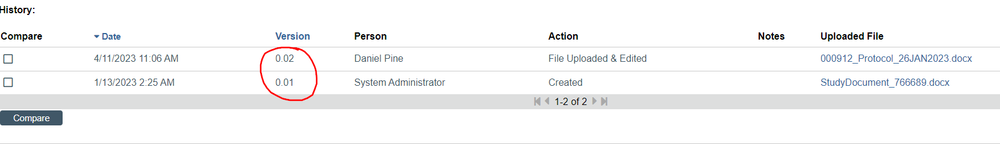 History:
Compare Date Version Person Action Notes Uploaded File
4/11/2023 11:06 AM 0.02 Daniel Pine File Uploaded & Edited 000912_Protocol_26JAN2023.docx
1/13/2023 2:25 AM 0.01 System Administrator Created StudyDocument_766689.docx
1-2 of 2
Compare